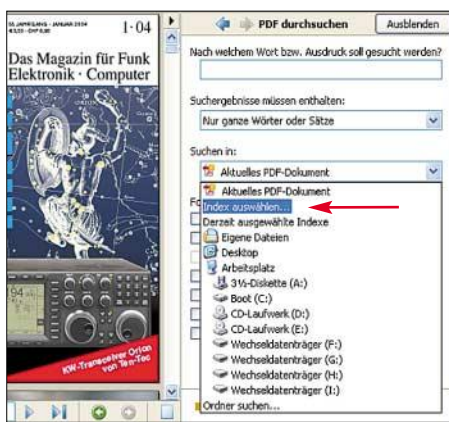 53. JAHRGANG · JANUAR 2004
1·04
Das Magazin für Funk
Elektronik · Computer
ORION
94
KW-Transceiver Orion
von Ten-Tec
PDF durchsuchen
Ausblenden
Nach welchem Wort bzw. Ausdruck soll gesucht werden?
Suchergebnisse müssen enthalten:
Nur ganze Wörter oder Sätze
Suchen in:
Aktuelles PDF-Dokument
Aktuelles PDF-Dokument
Fo
Index auswählen...
Derzeit ausgewählte Indexe
Eigene Dateien
Desktop
Arbeitsplatz
3½-Diskette (A:)
Boot (C:)
CD-Laufwerk (D:)
CD-Laufwerk (E:)
Wechseldatenträger (F:)
Wechseldatenträger (G:)
Wechseldatenträger (H:)
Wechseldatenträger (I:)
Ordner suchen...